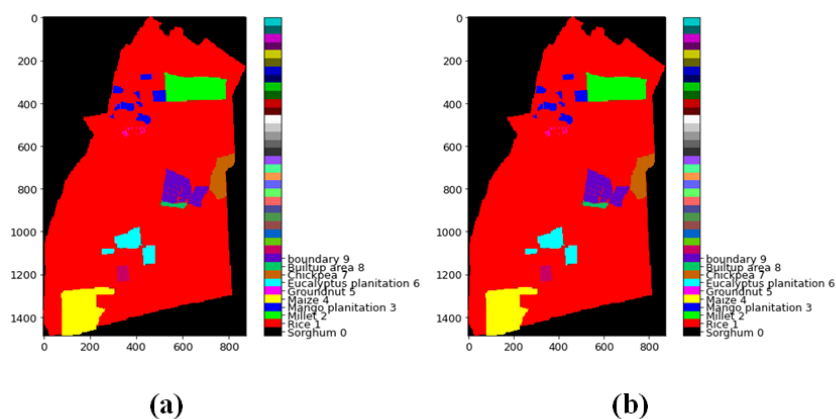 0
200
400
600
800
1000
1200
1400
0 200 400 600 800
boundary 9
Builtup area 8
Chickpea 7
Eucalyptus planitation 6
Groundnut 5
Maize 4
Mango planitation 3
Millet 2
Rice 1
Sorghum 0
(a)
0
200
400
600
800
1000
1200
1400
0 200 400 600 800
boundary 9
Builtup area 8
Chickpea 7
Eucalyptus planitation 6
Groundnut 5
Maize 4
Mango planitation 3
Millet 2
Rice 1
Sorghum 0
(b)